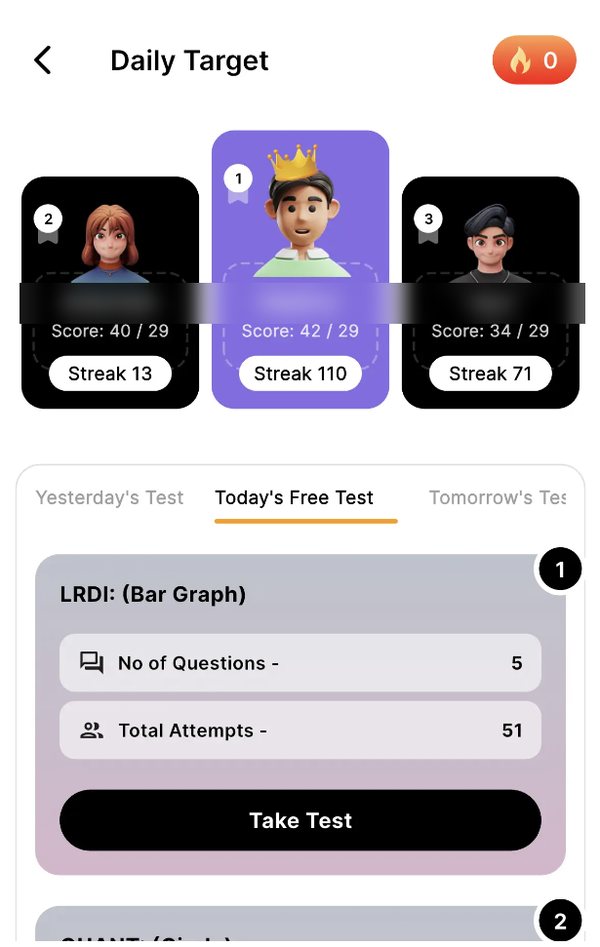 Daily Target
0
1
2
3
Score: 40 / 29
Score: 42 / 29
Score: 34 / 29
Streak 13
Streak 110
Streak 71
Yesterday's Test
Today's Free Test
Tomorrow's Tes
1
LRDI: (Bar Graph)
No of Questions -
5
Total Attempts -
51
Take Test
2